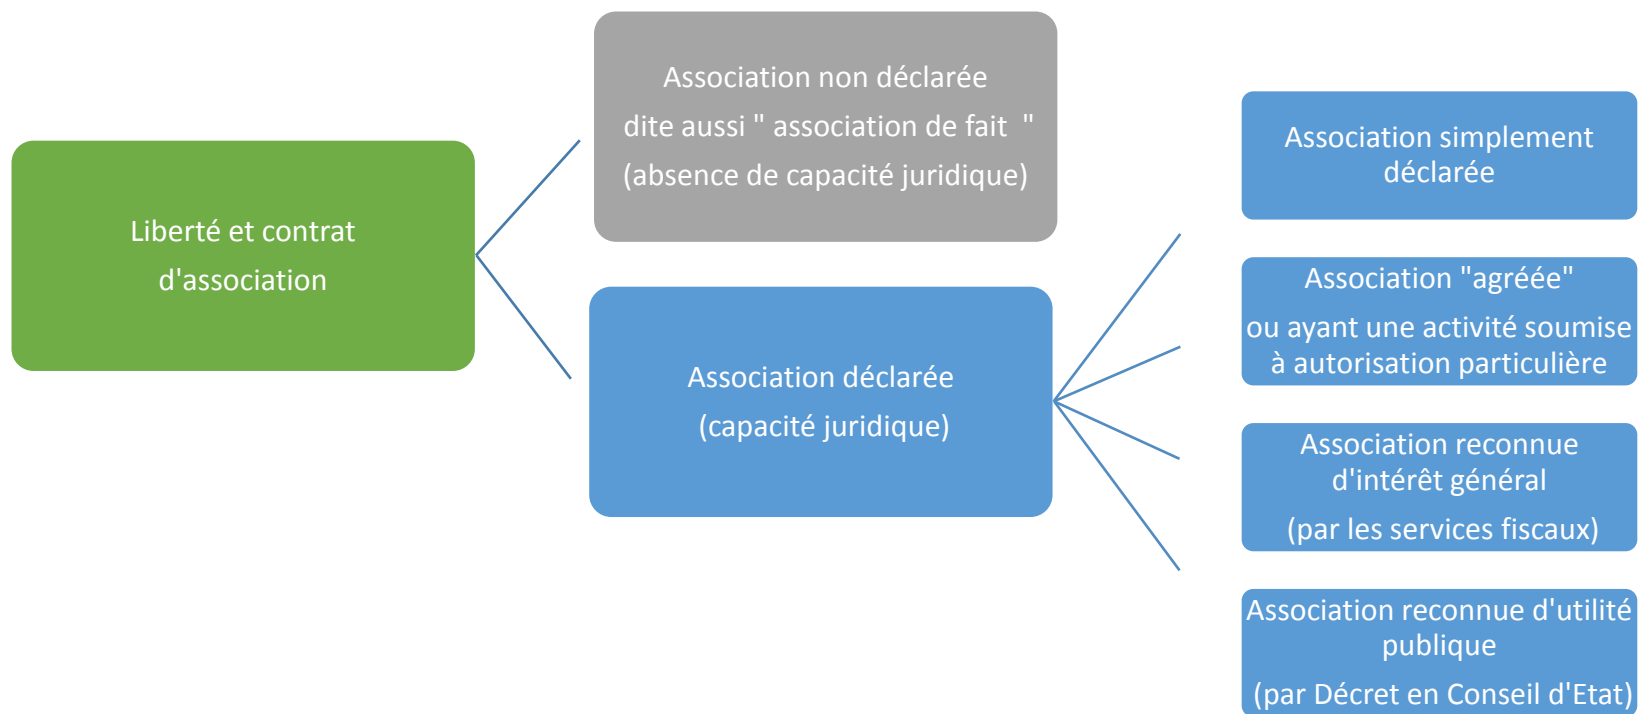 Liberté et contrat
d'association
Association non déclarée
dite aussi " association de fait  "
(absence de capacité juridique)
Association déclarée
(capacité juridique)
Association simplement
déclarée
Association "agréée"
ou ayant une activité soumise
à autorisation particulière
Association reconnue
d'intérêt général
(par les services fiscaux)
Association reconnue d'utilité
publique
(par Décret en Conseil d'Etat)